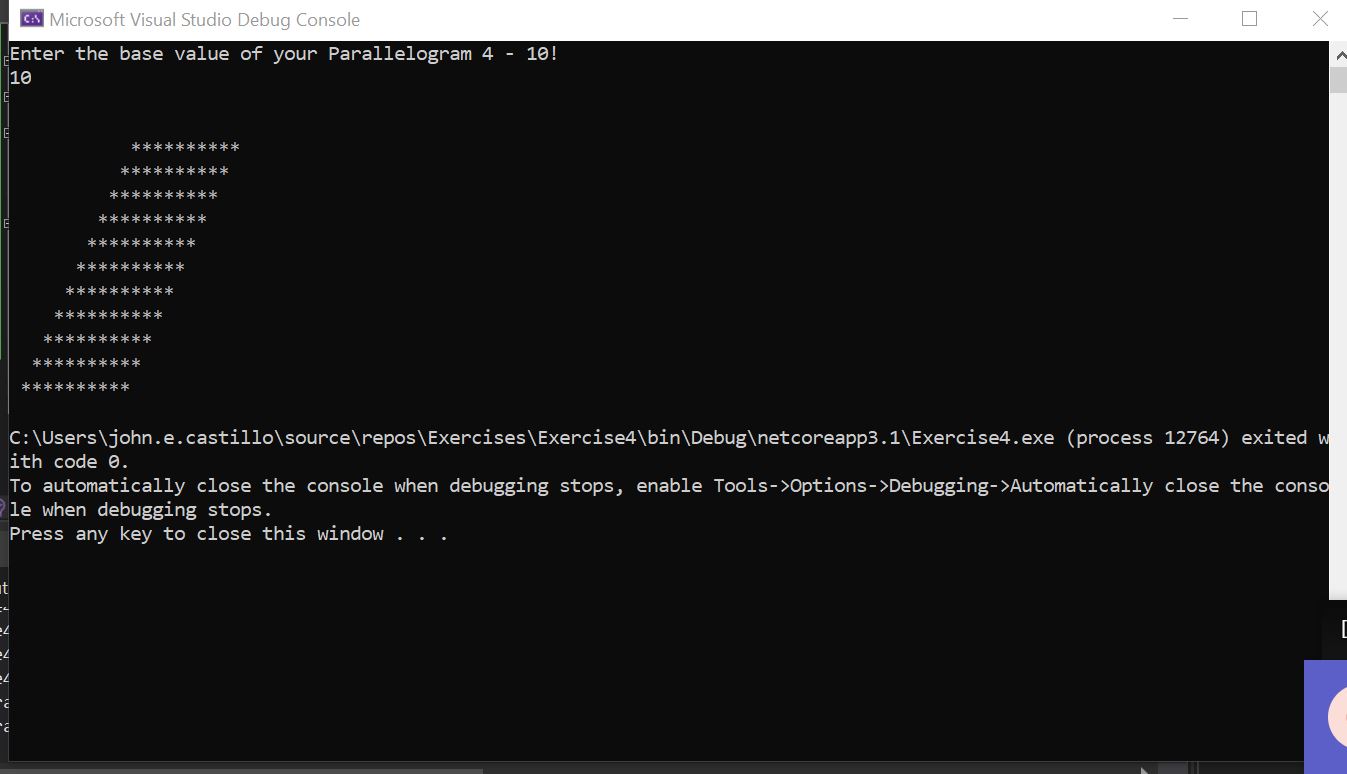 Microsoft Visual Studio Debug Console
Enter the base value of your Parallelogram 4 - 10!
10
           **********
          **********
         **********
        **********
       **********
      **********
     **********
    **********
   **********
  **********
 **********
C:\Users\john.e.castillo\source\repos\Exercises\Exercise4\bin\Debug\netcoreapp3.1\Exercise4.exe (process 12764) exited w
ith code 0.
To automatically close the console when debugging stops, enable Tools->Options->Debugging->Automatically close the conso
le when debugging stops.
Press any key to close this window . . .